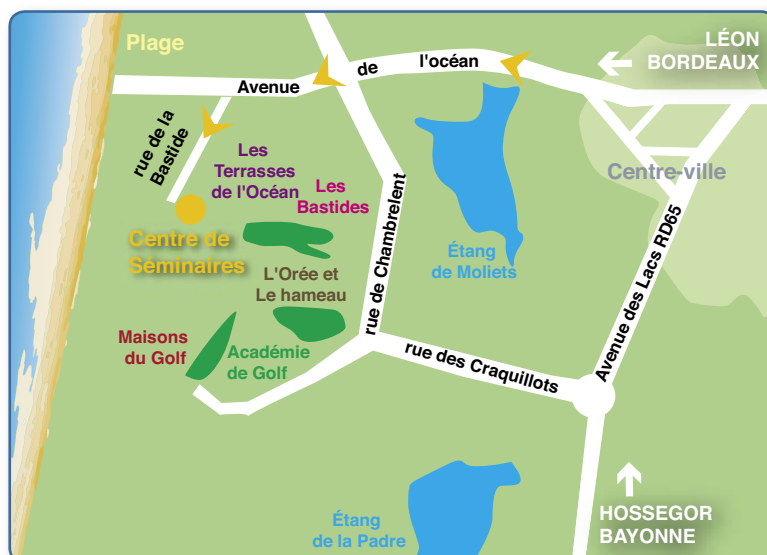 Plage
LÉON
BORDEAUX
Avenue de l'océan
rue de la
Bastide
Les
Terrasses
de l'Océan
Les
Bastides
Centre-ville
Centre de
Séminaires
Étang
de Moliets
rue de Chambrelent
Avenue des Lacs RD65
L'Orée et
Le hameau
Maisons
du Golf
Académie
de Golf
rue des Craquillots
Étang
de la Padre
HOSSEGOR
BAYONNE